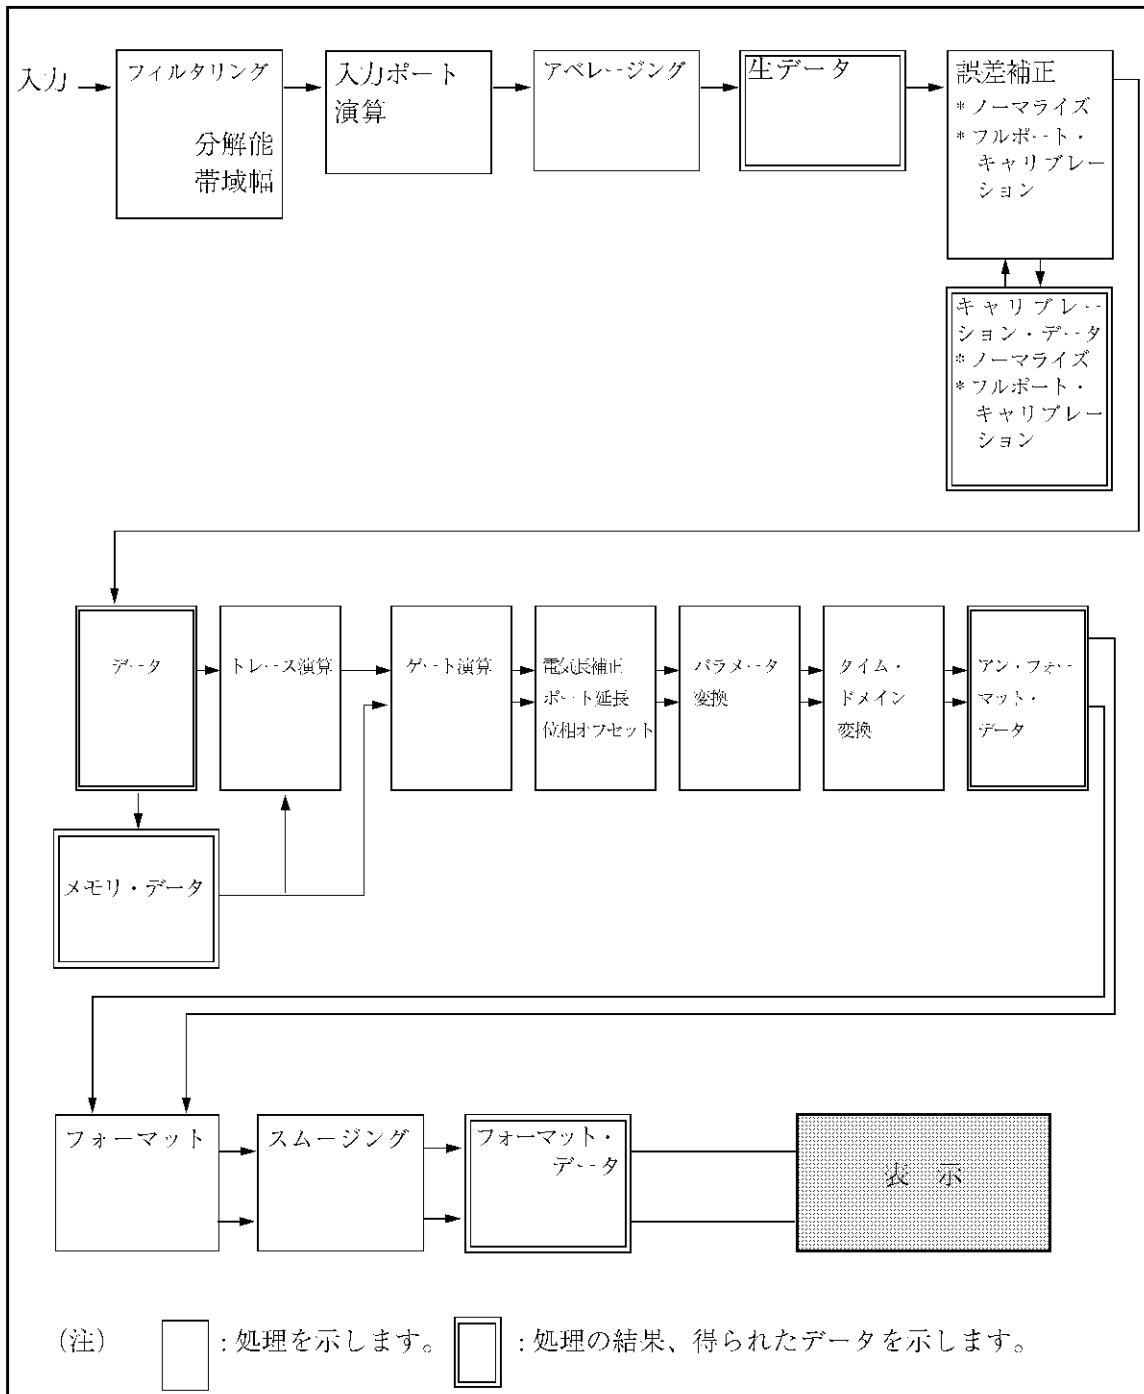 入力
フィルタリング
分解能
帯域幅
入力ポート
演算
アベレージング
生データ
誤差補正
* ノーマライズ
* フルポート・
キャリブレー
ション
キャリブレー
ション・データ
* ノーマライズ
* フルポート・
キャリブレー
ション
データ
トレース演算
ゲート演算
電気長補正
ポート延長
位相オフセット
パラメータ
変換
タイム・
ドメイン
変換
アン・フォー
マット・
データ
メモリ・データ
フォーマット
スムージング
フォーマット・
データ
表 示
(注)
: 処理を示します。
: 処理の結果、得られたデータを示します。